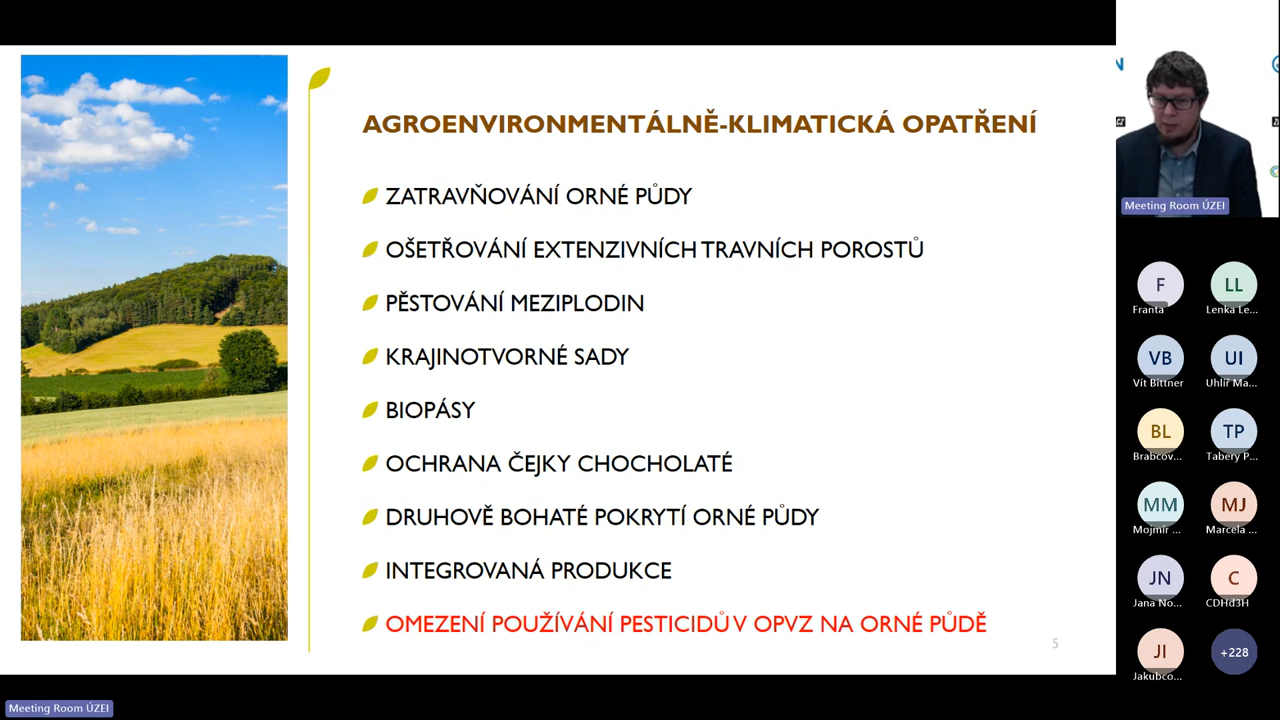 AGROENVIRONMENTÁLNĚ-KLIMATICKÁ OPATŘENÍ
ZATRAVŇOVÁNÍ ORNÉ PŮDY
OŠETŘOVÁNÍ EXTENZIVNÍCH TRAVNÍCH POROSTŮ
PĚSTOVÁNÍ MEZIPLODIN
KRAJINOTVORNÉ SADY
BIOPÁSY
OCHRANA ČEJKY CHOCHOLATÉ
DRUHOVĚ BOHATÉ POKRYTÍ ORNÉ PŮDY
INTEGROVANÁ PRODUKCE
OMEZENÍ POUŽÍVÁNÍ PESTICIDŮ V OPVZ NA ORNÉ PŮDĚ
5
Meeting Room ÚZEI
F
Franta
LL
Lenka Le...
VB
Vít Bittner
UI
Uhlíř Ma...
BL
Brabcov...
TP
Tabery P...
MM
Mojmír ...
MJ
Marcela ...
JN
Jana No...
C
CDHd3H
JI
Jakubco...
+228
Meeting Room ÚZEI